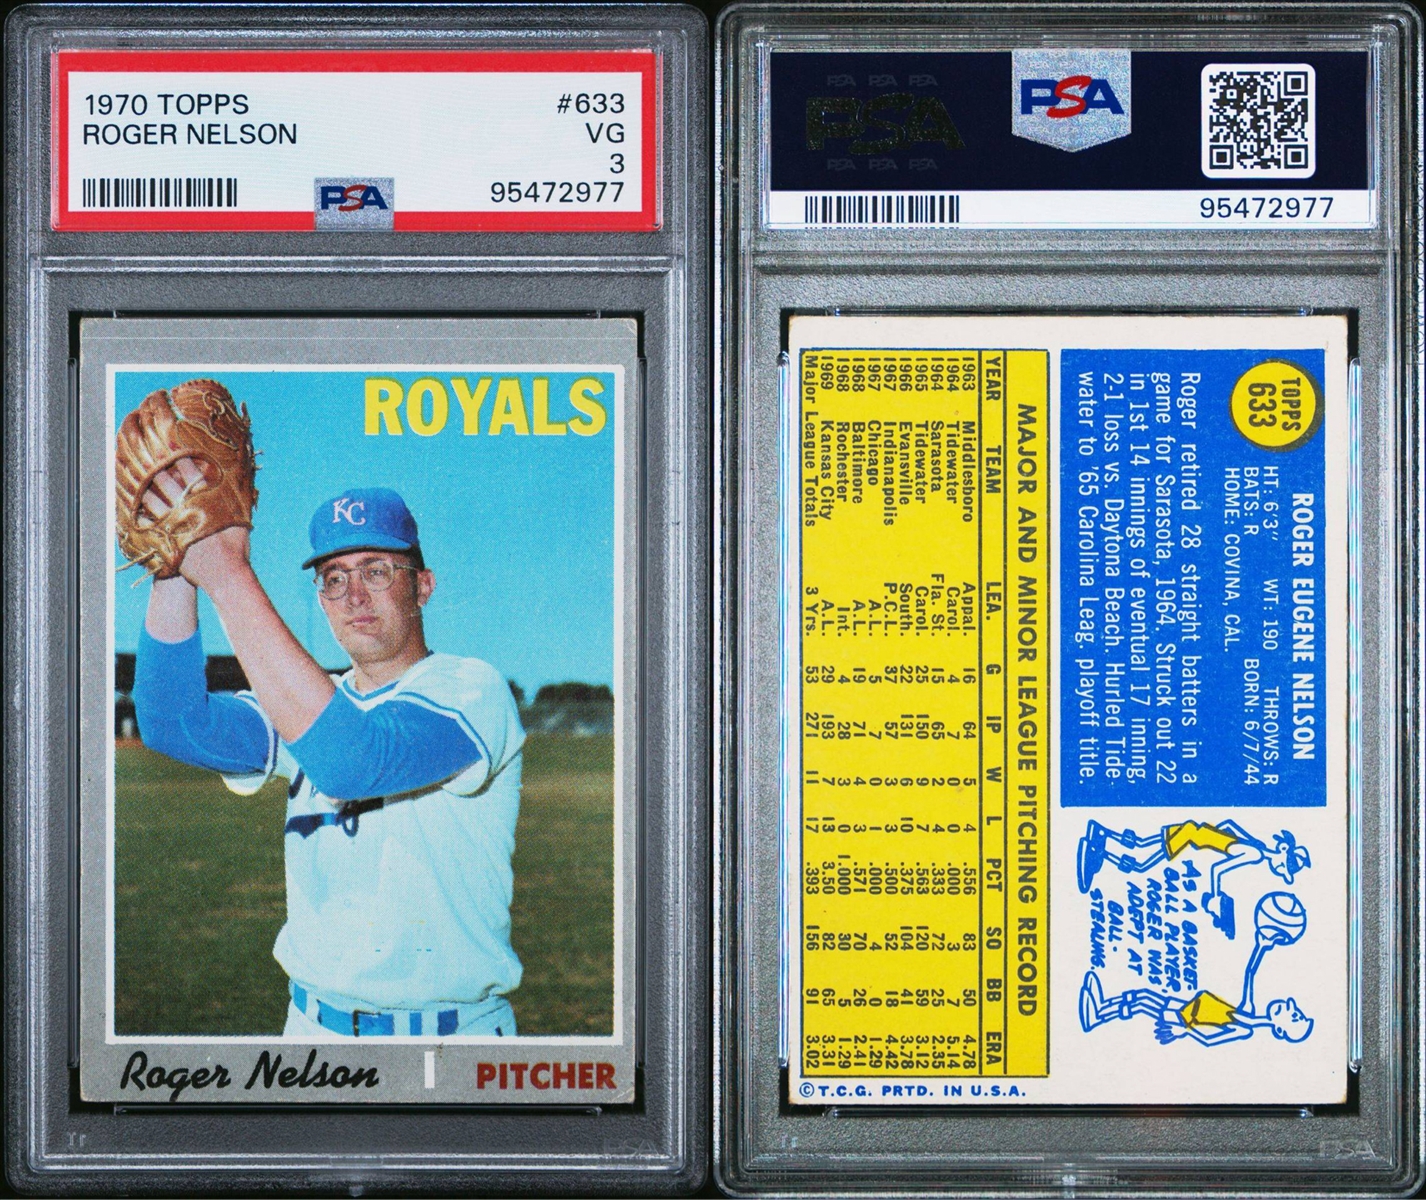 1970 TOPPS #633
ROGER NELSON VG
3
PSA 95472977
ROYALS
KC
Roger Nelson PITCHER
PSA
PSA PSA PSA
PSA
PSA PSA PSA
PSA
95472977
TOPPS
633
ROGER EUGENE NELSON
HT: 6'3" WT: 190 THROWS: R
BATS: R BORN: 6/7/44
HOME: COVINA, CAL.
Roger retired 28 straight batters in a
game for Sarasota, 1964. Struck out 22
in 1st 14 innings of eventual 17 inning,
2-1 loss vs. Daytona Beach. Hurled Tide-
water to '65 Carolina Leag. playoff title.
AS A BASKET-
BALL PLAYER,
ROGER WAS
ADEPT AT
BALL-
STEALING.
MAJOR AND MINOR LEAGUE PITCHING RECORD
YEAR TEAM LEA. G IP W L PCT SO BB ERA
1963 Middlesboro Appal. 16 64 5 4 .556 83 50 4.78
1964 Tidewater Carol. 4 7 0 0 .000 3 7 5.14
1964 Sarasota Fla. St. 15 65 2 4 .333 72 25 2.35
1965 Tidewater Carol. 25 150 9 7 .563 120 59 3.12
1966 Evansville South. 22 131 6 10 .375 104 41 3.78
1967 Indianapolis P.C.L. 37 57 3 3 .500 52 18 4.42
1967 Chicago A.L. 5 7 0 1 .000 4 0 1.29
1968 Baltimore A.L. 19 71 4 3 .571 70 26 2.41
1968 Rochester Int. 4 28 3 0 1.000 30 5 1.29
1969 Kansas City A.L. 29 193 7 13 3.50 82 65 3.31
Major League Totals 3 Yrs. 53 271 11 17 .393 156 91 3.02
©T.C.G. PRTD. IN U.S.A.
PSA